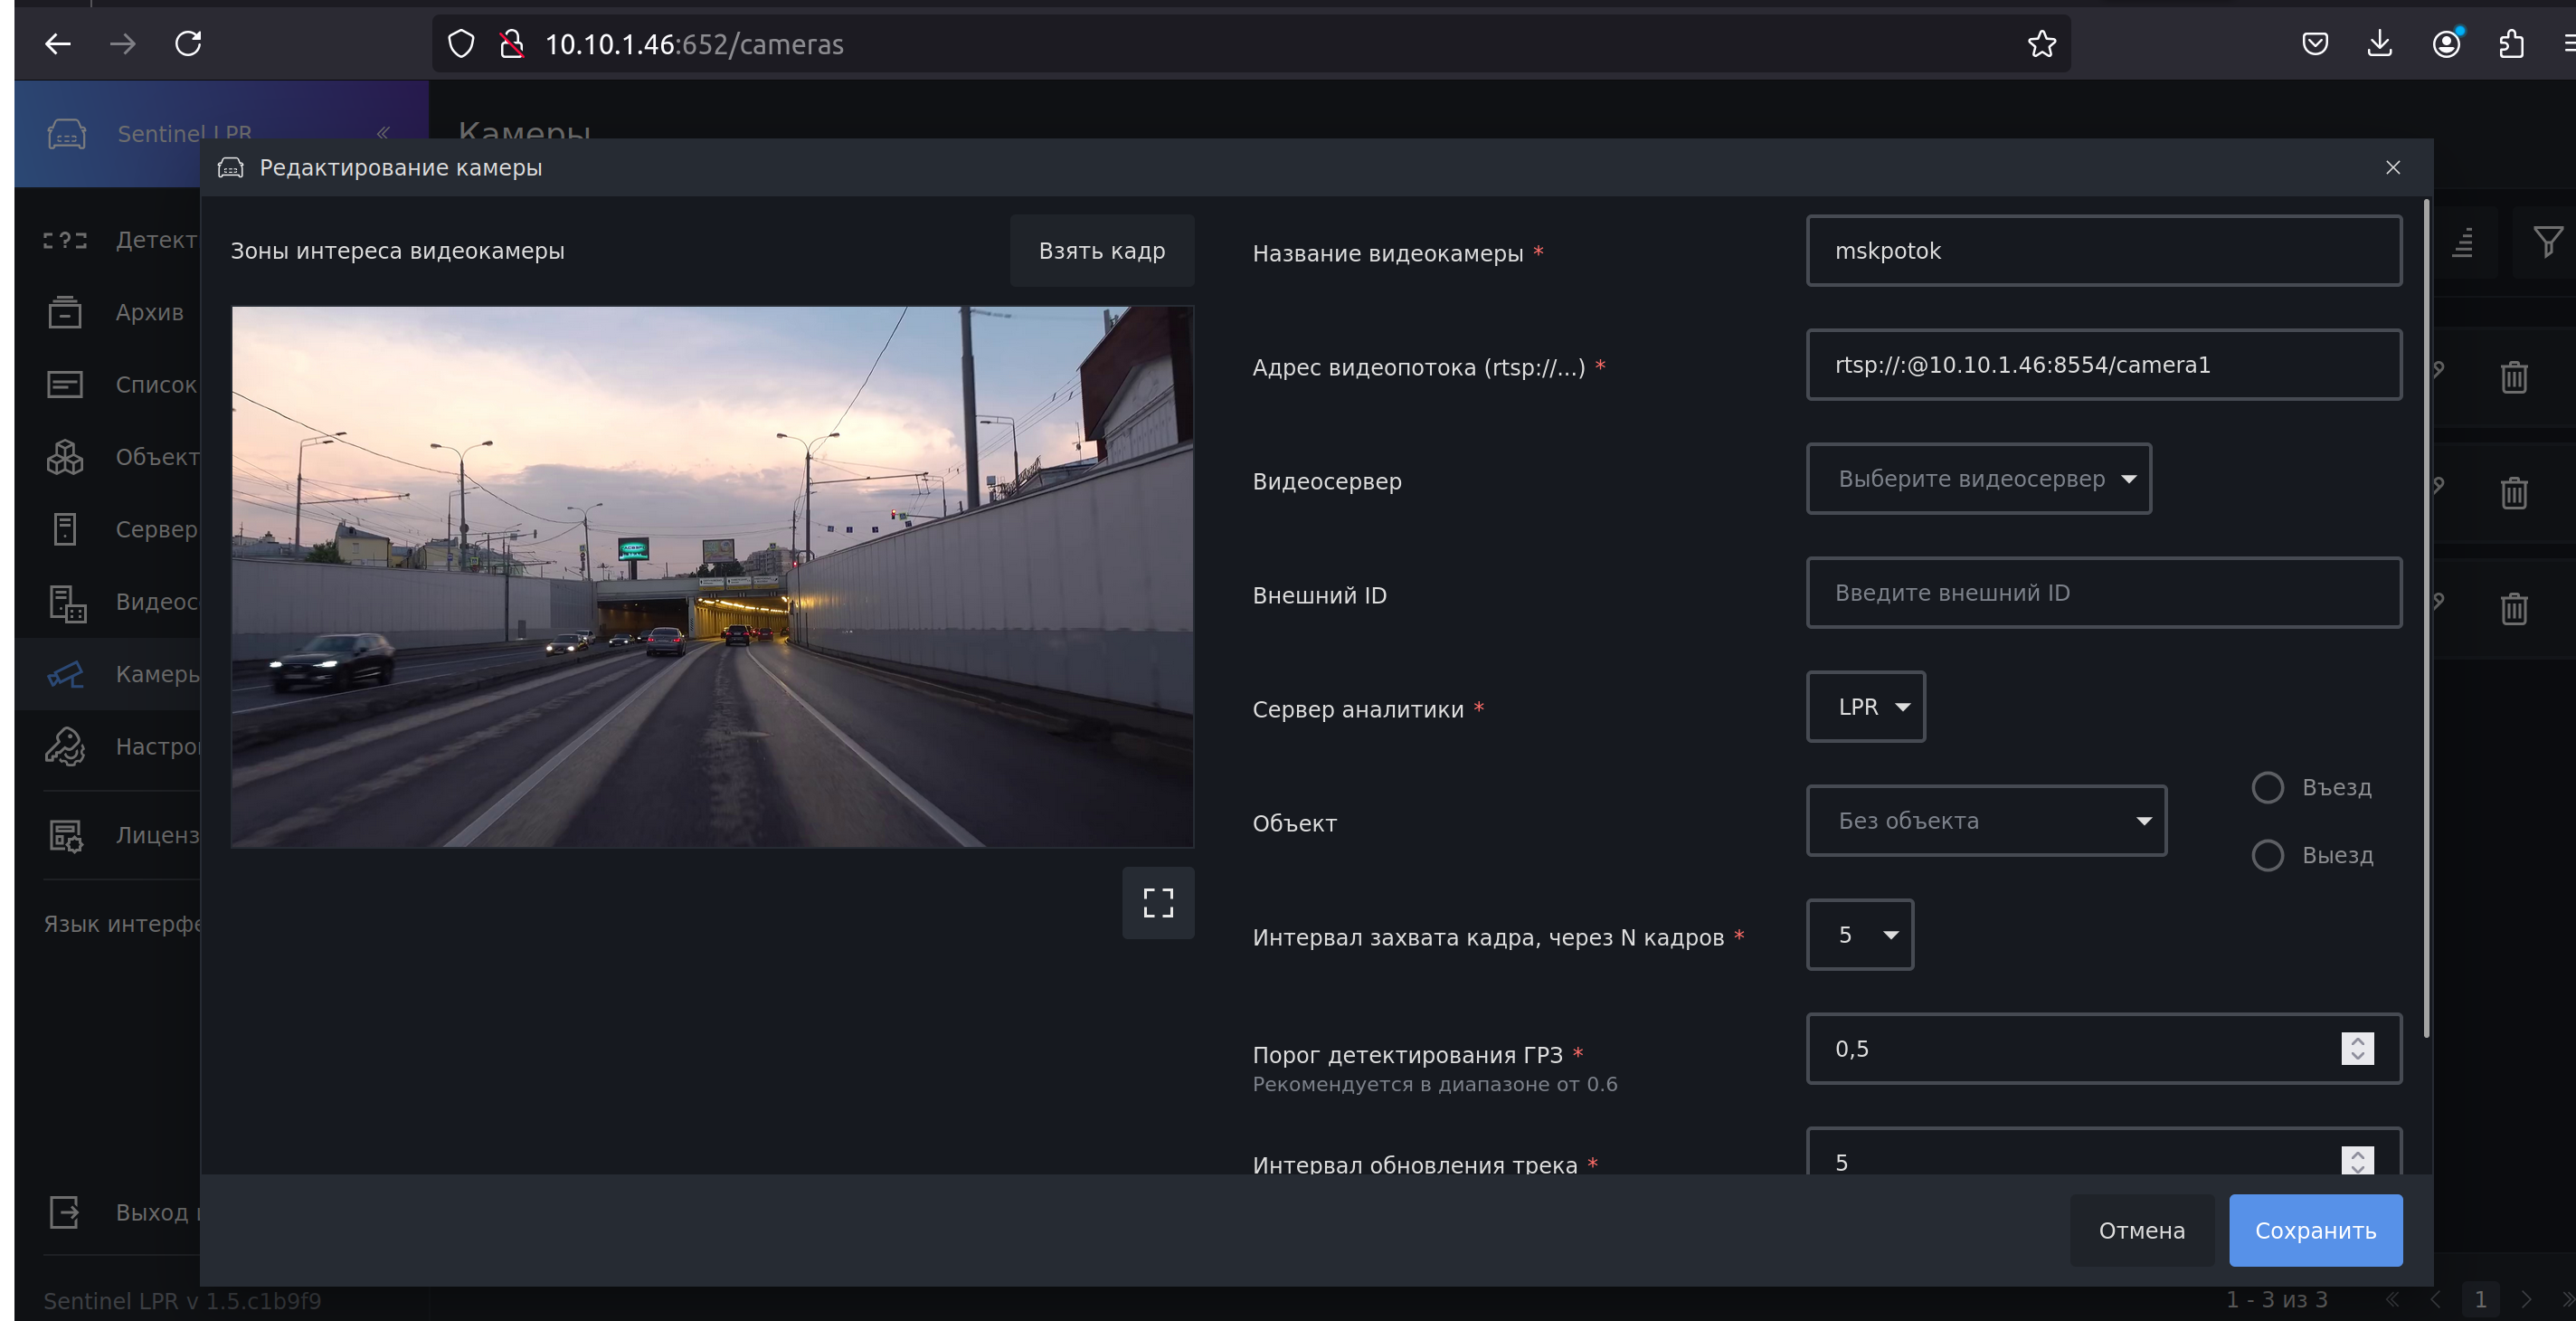 10.10.1.46:652/cameras
Sentinel LPR
Камеры
Редактирование камеры
Детект
Архив
Список
Объект
Сервер
Видеос
Камеры
Настро
Лиценз
Язык интерфе
Выход
Sentinel LPR v 1.5.c1b9f9
Зоны интереса видеокамеры
Взять кадр
Название видеокамеры *
mskpotok
Адрес видеопотока (rtsp://...) *
rtsp://:@10.10.1.46:8554/camera1
Видеосервер
Выберите видеосервер
Внешний ID
Введите внешний ID
Сервер аналитики *
LPR
Объект
Без объекта
Въезд
Выезд
Интервал захвата кадра, через N кадров *
5
Порог детектирования ГРЗ *
Рекомендуется в диапазоне от 0.6
0,5
Интервал обновления трека *
5
Отмена
Сохранить
1 - 3 из 3
1